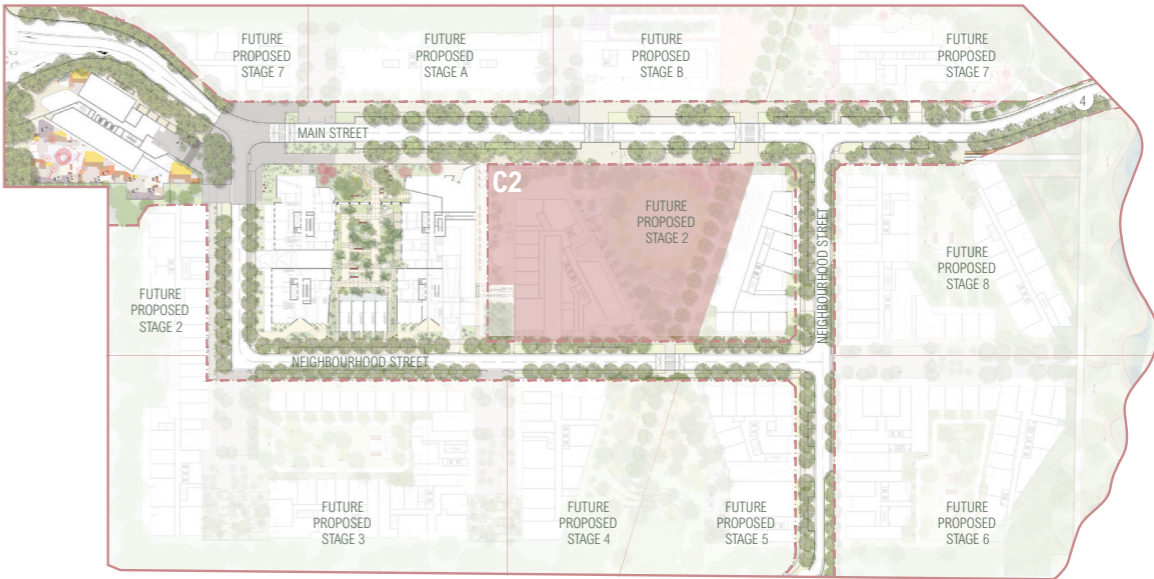 FUTURE
PROPOSED
STAGE 7
FUTURE
PROPOSED
STAGE A
FUTURE
PROPOSED
STAGE B
FUTURE
PROPOSED
STAGE 7
4
MAIN STREET
C2
FUTURE
PROPOSED
STAGE 2
NEIGHBOURHOOD STREET
FUTURE
PROPOSED
STAGE 8
FUTURE
PROPOSED
STAGE 2
NEIGHBOURHOOD STREET
FUTURE
PROPOSED
STAGE 3
FUTURE
PROPOSED
STAGE 4
FUTURE
PROPOSED
STAGE 5
FUTURE
PROPOSED
STAGE 6